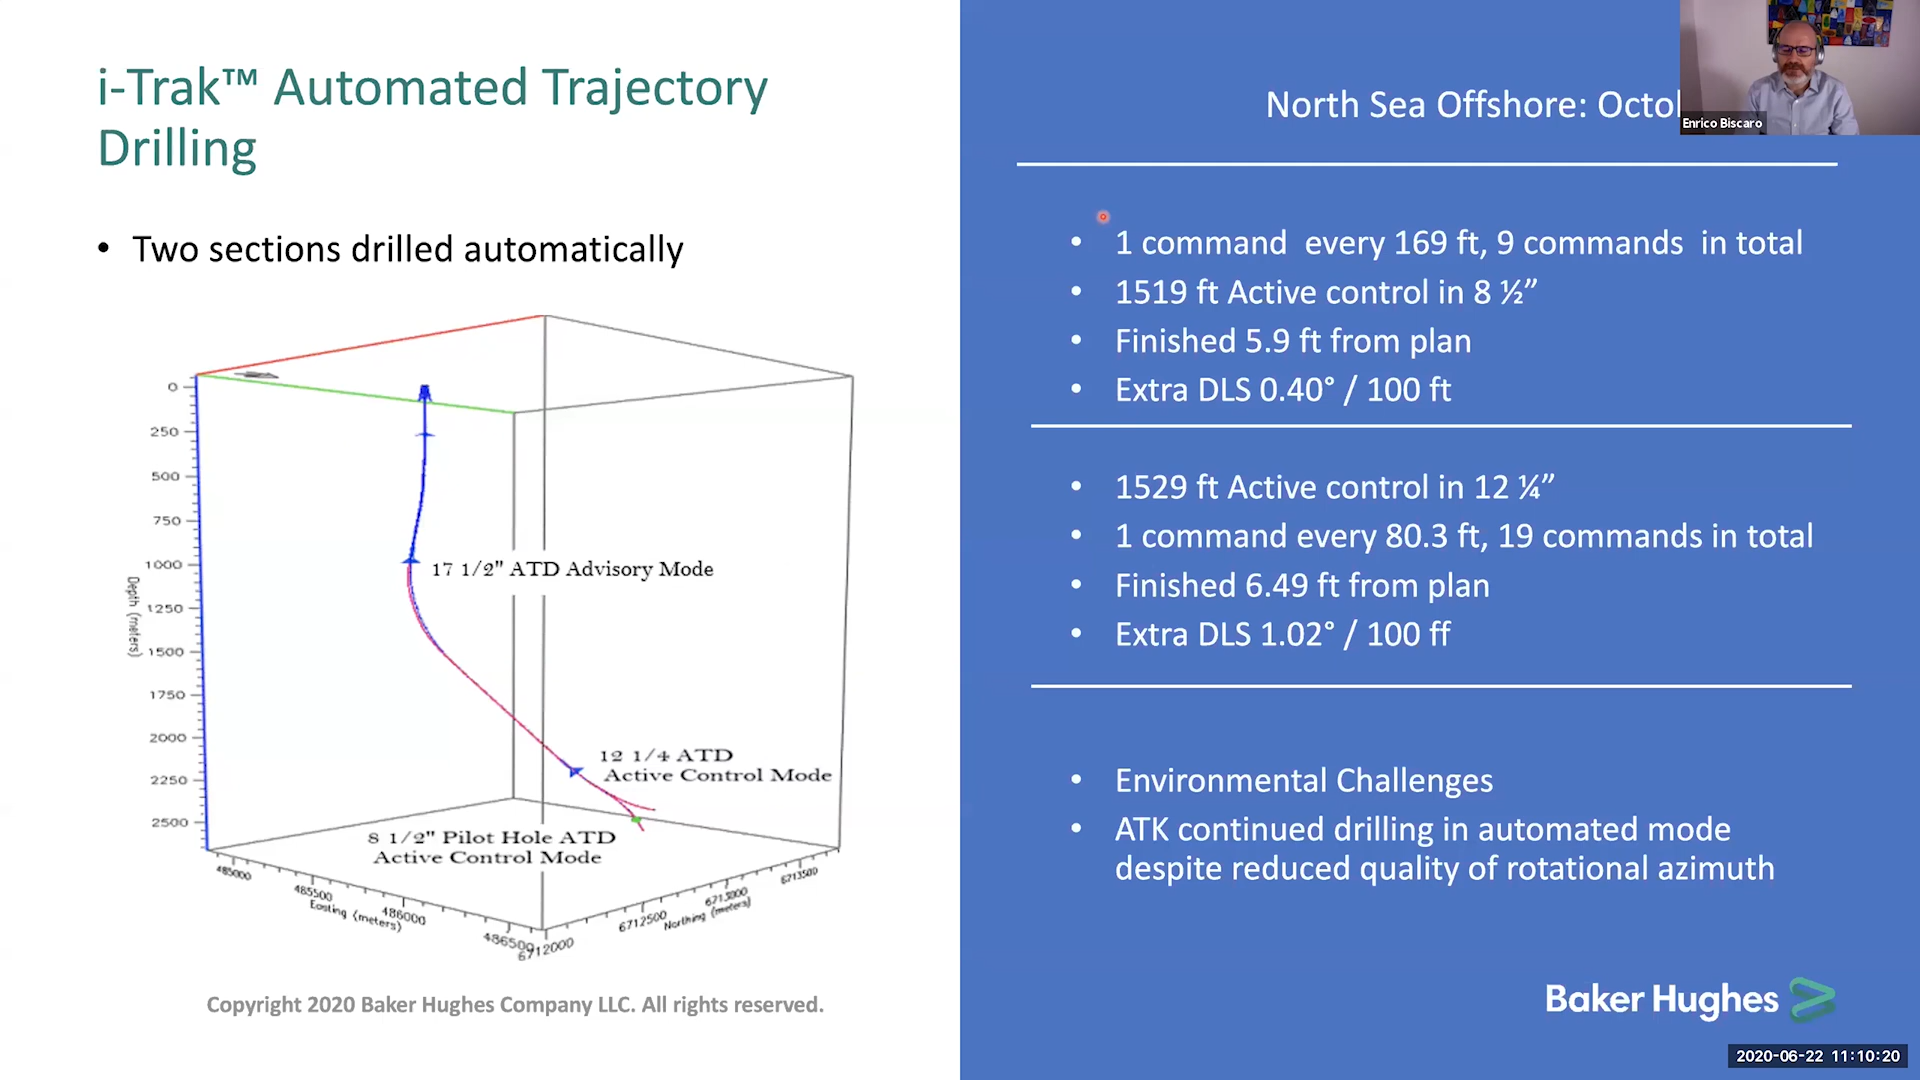 i-Trak™ Automated Trajectory
Drilling
• Two sections drilled automatically
0
250
500
750
1000
1250
1500
1750
2000
2250
2500
Depth (meters)
17 1/2" ATD Advisory Mode
12 1/4 ATD
Active Control Mode
8 1/2" Pilot Hole ATD
Active Control Mode
485000
485500
486000
486500
Easting (meters)
6712000
6712500
6713000
6713500
Northing (meters)
Copyright 2020 Baker Hughes Company LLC. All rights reserved.
North Sea Offshore:
Enrico Biscaro
• 1 command every 169 ft, 9 commands in total
• 1519 ft Active control in 8 ½”
• Finished 5.9 ft from plan
• Extra DLS 0.40° / 100 ft
• 1529 ft Active control in 12 ¼”
• 1 command every 80.3 ft, 19 commands in total
• Finished 6.49 ft from plan
• Extra DLS 1.02° / 100 ff
• Environmental Challenges
• ATK continued drilling in automated mode
despite reduced quality of rotational azimuth
Baker Hughes
2020-06-22 11:10:20